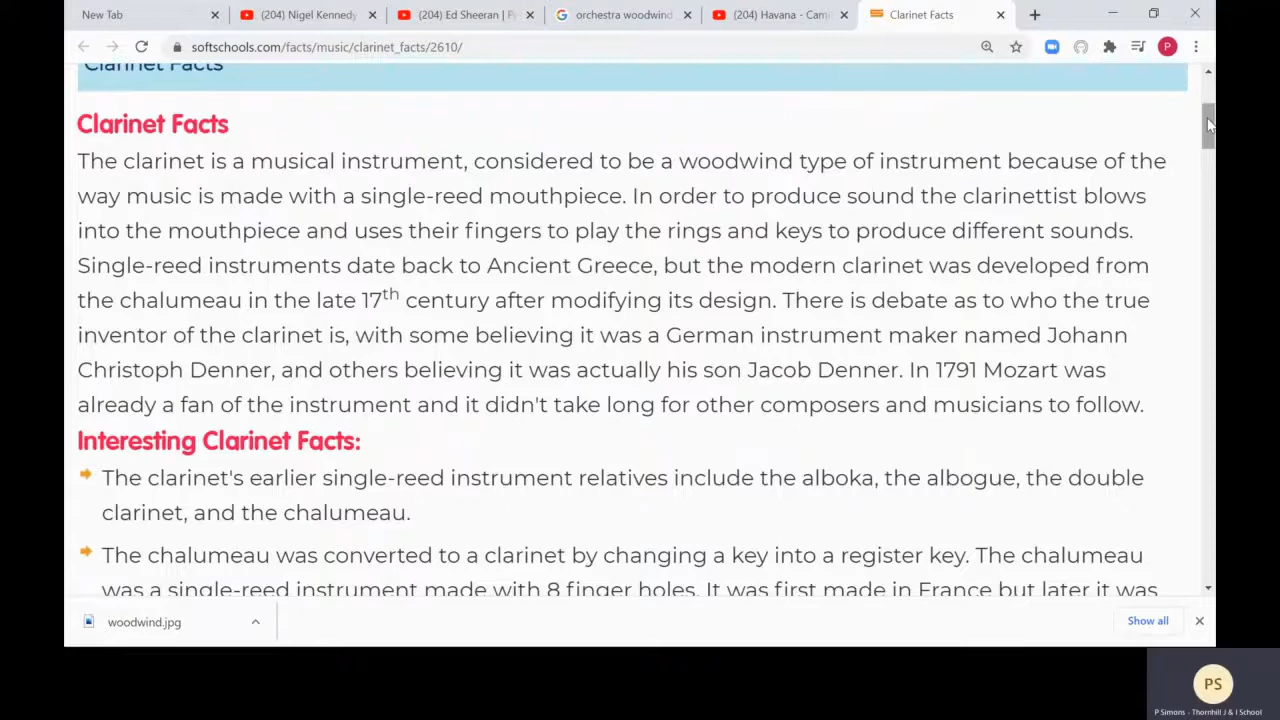 New Tab
(204) Nigel Kennedy
(204) Ed Sheeran | P
orchestra woodwind
(204) Havana - Cami
Clarinet Facts
softschools.com/facts/music/clarinet_facts/2610/
P
Clarinet Facts
Clarinet Facts
The clarinet is a musical instrument, considered to be a woodwind type of instrument because of the
way music is made with a single-reed mouthpiece. In order to produce sound the clarinettist blows
into the mouthpiece and uses their fingers to play the rings and keys to produce different sounds.
Single-reed instruments date back to Ancient Greece, but the modern clarinet was developed from
the chalumeau in the late 17th century after modifying its design. There is debate as to who the true
inventor of the clarinet is, with some believing it was a German instrument maker named Johann
Christoph Denner, and others believing it was actually his son Jacob Denner. In 1791 Mozart was
already a fan of the instrument and it didn't take long for other composers and musicians to follow.
Interesting Clarinet Facts:
The clarinet's earlier single-reed instrument relatives include the alboka, the albogue, the double
clarinet, and the chalumeau.
The chalumeau was converted to a clarinet by changing a key into a register key. The chalumeau
was a single-reed instrument made with 8 finger holes. It was first made in France but later it was
woodwind.jpg
Show all
PS
P Simons - Thornhill J & I School